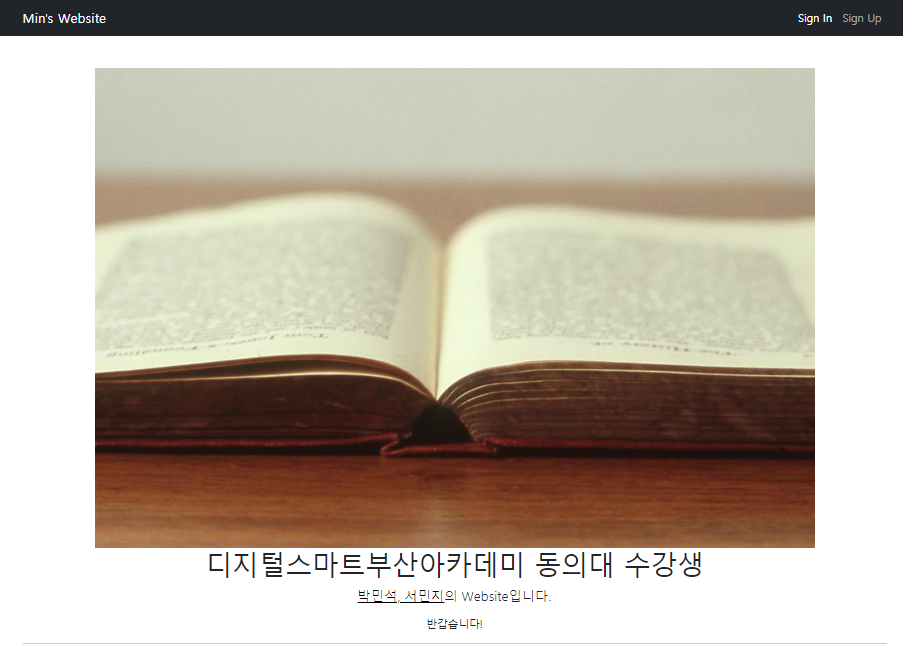 Min's Website
Sign In Sign Up
디지털스마트부산아카데미 동의대 수강생
박민석, 서민지의 Website입니다.
반갑습니다!